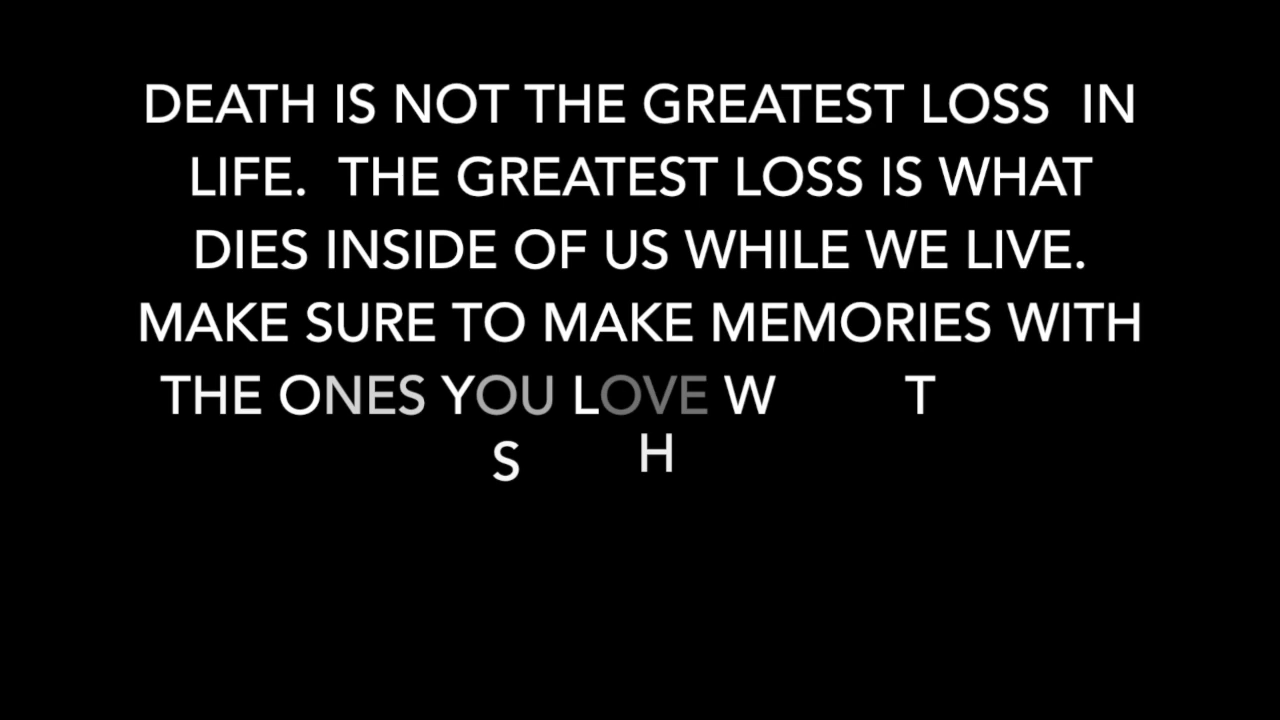 DEATH IS NOT THE GREATEST LOSS IN
LIFE. THE GREATEST LOSS IS WHAT
DIES INSIDE OF US WHILE WE LIVE.
MAKE SURE TO MAKE MEMORIES WITH
THE ONES YOU LOVE W T
S H